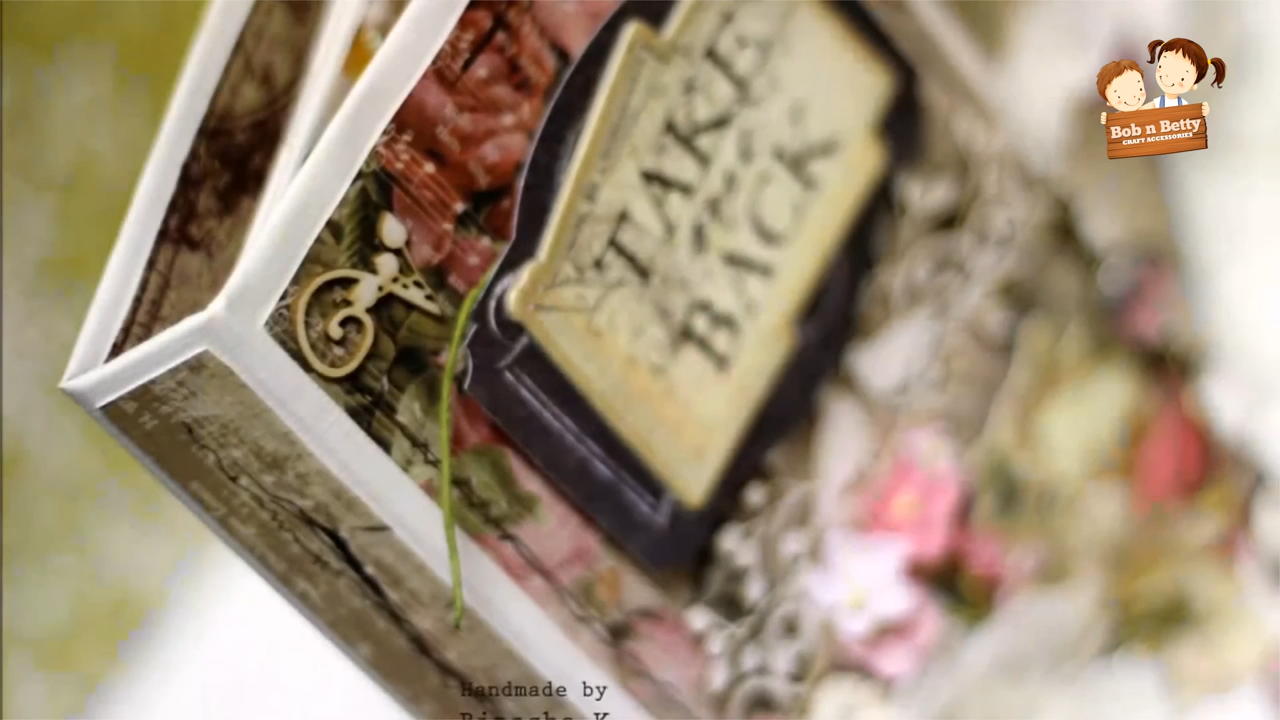 Bob n Betty
CRAFT ACCESSORIES
TAKE
BACK
Handmade by